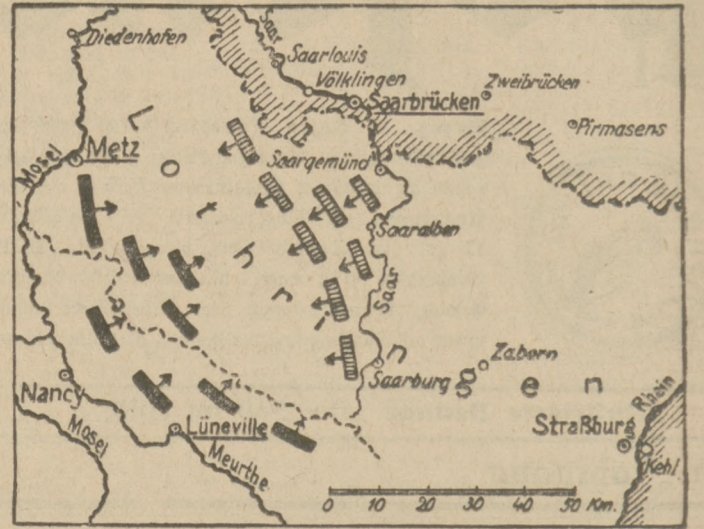 Diedenhofen
Saar
Saarlouis
Völklingen
Saarbrücken
Zweibrücken
Pirmasens
Mosel
Metz
Saargemünd
Saaralben
Saar
Lothringen
Saarburg
Zabern
Nancy
Mosel
Lüneville
Meurthe
Straßburg
Rhein
Kehl
0 10 20 30 40 50 Km.